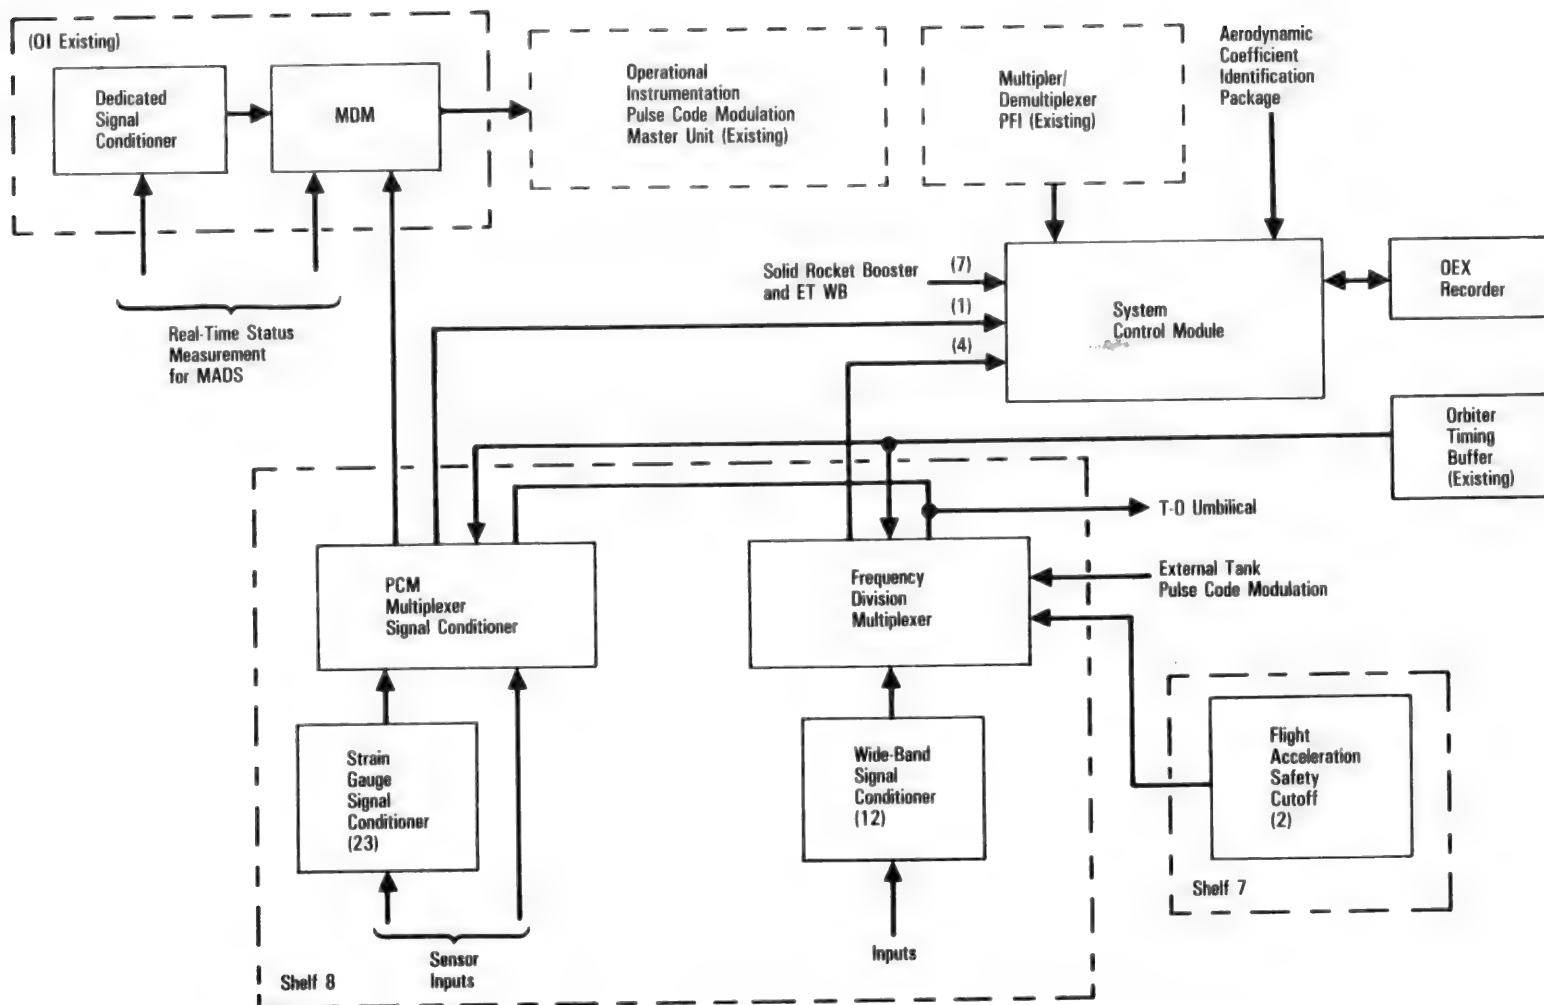 (OI Existing)
Dedicated
Signal
Conditioner
MDM
Operational
Instrumentation
Pulse Code Modulation
Master Unit (Existing)
Multipler/
Demultiplexer
PFI (Existing)
Aerodynamic
Coefficient
Identification
Package
Real-Time Status
Measurement
for MADS
Solid Rocket Booster
and ET WB
(7)
(1)
(4)
System
Control Module
OEX
Recorder
Orbiter
Timing
Buffer
(Existing)
T-0 Umbilical
External Tank
Pulse Code Modulation
PCM
Multiplexer
Signal Conditioner
Frequency
Division
Multiplexer
Strain
Gauge
Signal
Conditioner
(23)
Wide-Band
Signal
Conditioner
(12)
Flight
Acceleration
Safety
Cutoff
(2)
Shelf 7
Sensor
Inputs
Inputs
Shelf 8